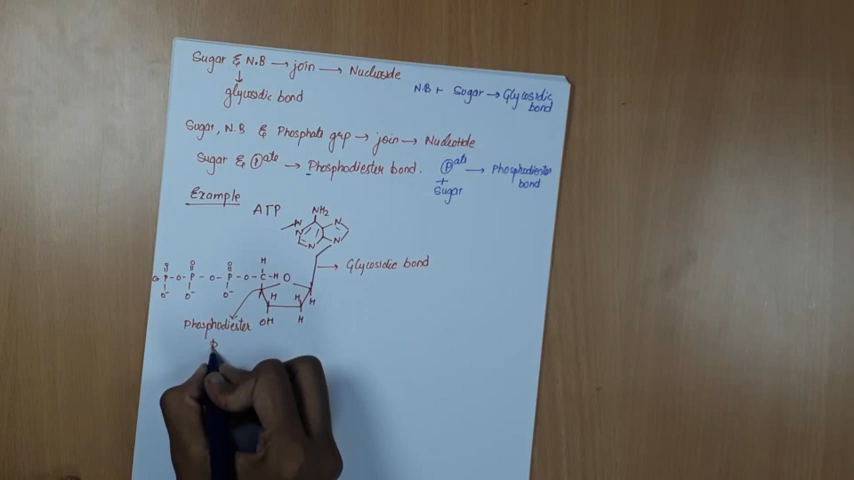 Sugar & N.B → join → Nucleoside
↓
glycosidic bond
N.B + Sugar → Glycosidic
bond
Sugar, N.B & Phosphate grp → join → Nucleotide
Sugar & Pate → Phosphodiester bond.
Pate → Phosphodiester
+ bond
Sugar
Example
ATP
NH2
N N
N N N
Glycosidic bond
H
O O O
O-P-O-P-O-P-O-C-H O
O- O- O-
H H H
OH H
Phosphodiester
b